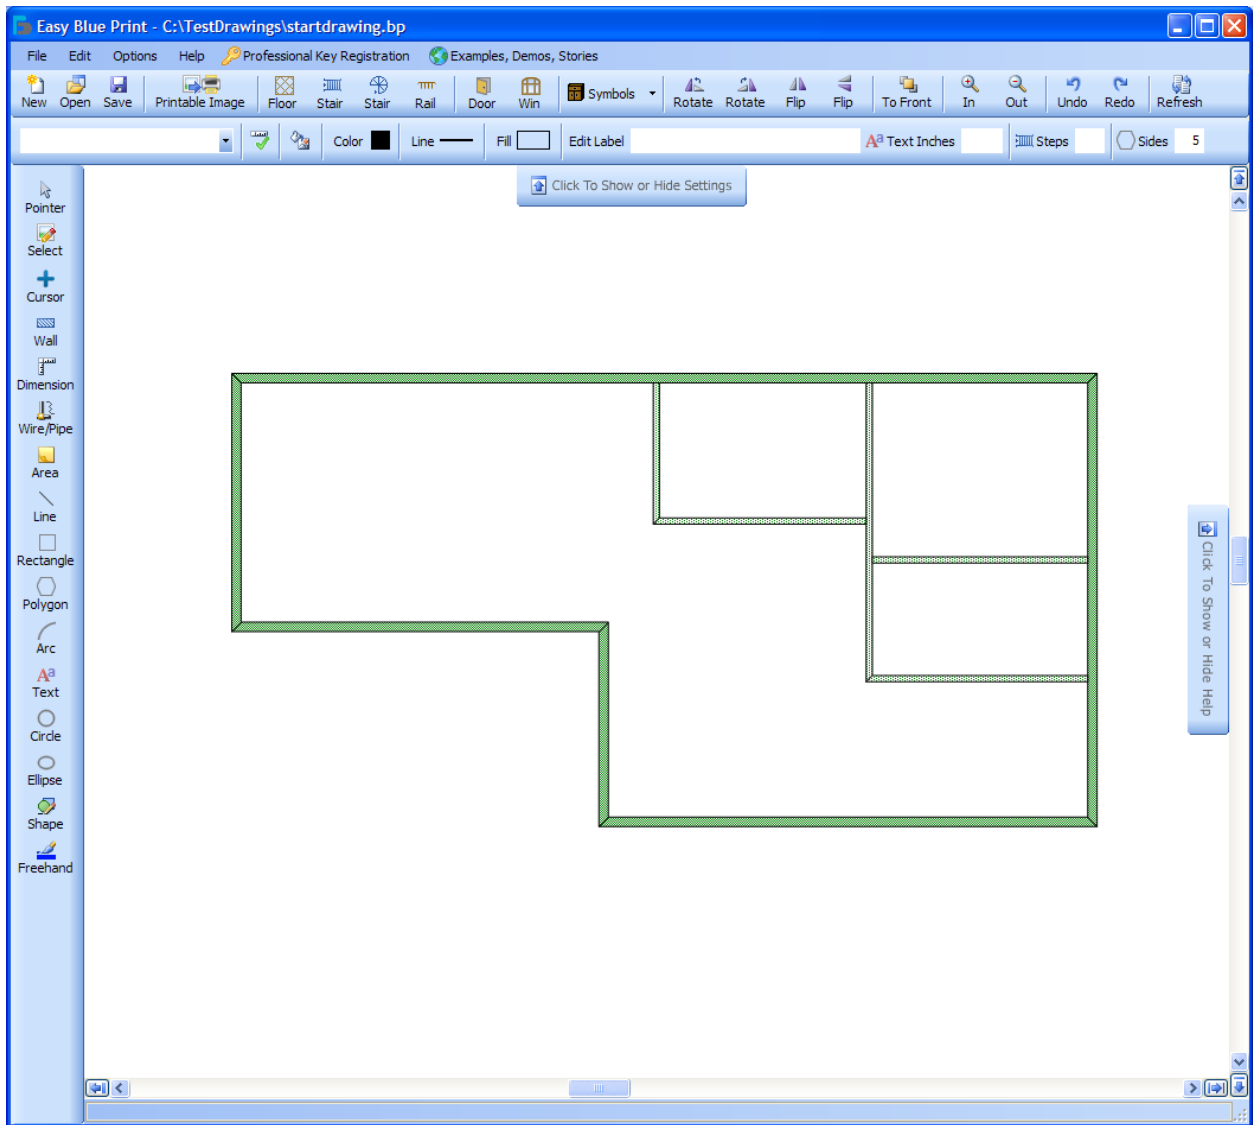 Easy Blue Print - C:\TestDrawings\startdrawing.bp
File Edit Options Help Professional Key Registration Examples, Demos, Stories
New Open Save Printable Image Floor Stair Stair Rail Door Win Symbols Rotate Rotate Flip Flip To Front In Out Undo Redo Refresh
Color Line Fill Edit Label Aa Text Inches Steps Sides 5
Click To Show or Hide Settings
Pointer
Select
Cursor
Wall
Dimension
Wire/Pipe
Area
Line
Rectangle
Polygon
Arc
Aa
Text
Circle
Ellipse
Shape
Freehand
Click To Show or Hide Help